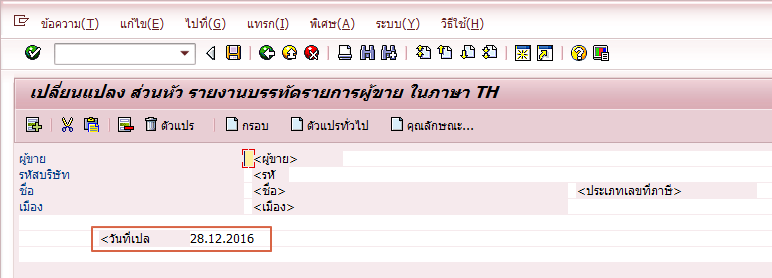 ข้อความ(T) แก้ไข(E) ไปที่(G) แทรก(I) พิเศษ(A) ระบบ(Y) วิธีใช้(H)
เปลี่ยนแปลง ส่วนหัว รายงานบรรทัดรายการผู้ขาย ในภาษา TH
ตัวแปร กรอบ ตัวแปรทั่วไป คุณลักษณะ...
ผู้ขาย <ผู้ขาย>
รหัสบริษัท <รหั
ชื่อ <ชื่อ> <ประเภทเลขที่ภาษี>
เมือง <เมือง>
<วันที่เปล 28.12.2016